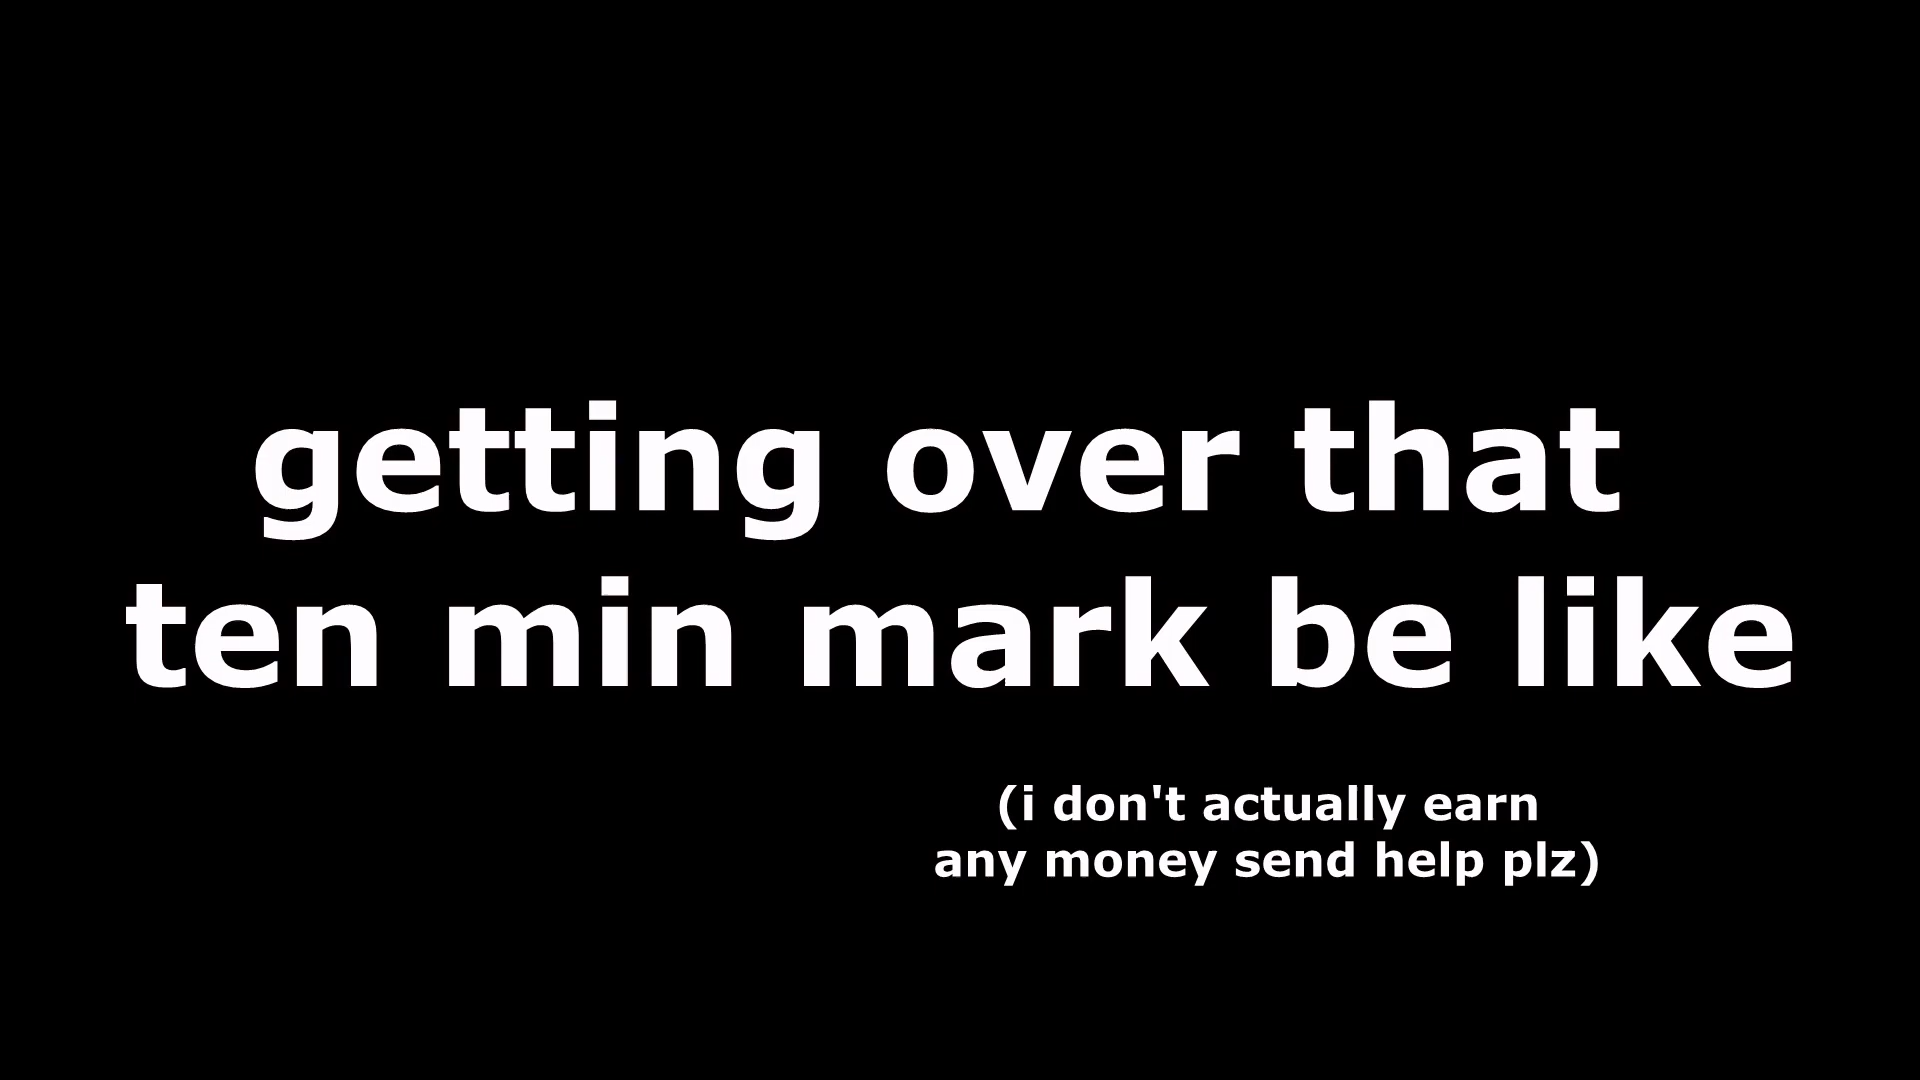 getting over that
ten min mark be like
(i don't actually earn
any money send help plz)